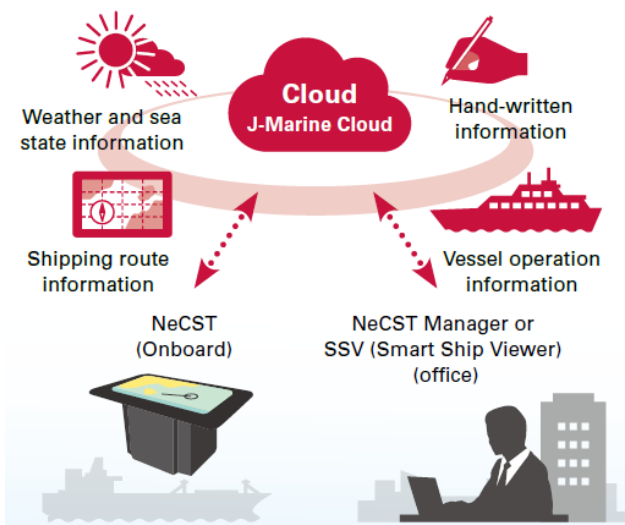 Cloud
J-Marine Cloud
Weather and sea
state information
Hand-written
information
Shipping route
information
Vessel operation
information
NeCST
(Onboard)
NeCST Manager or
SSV (Smart Ship Viewer)
(office)